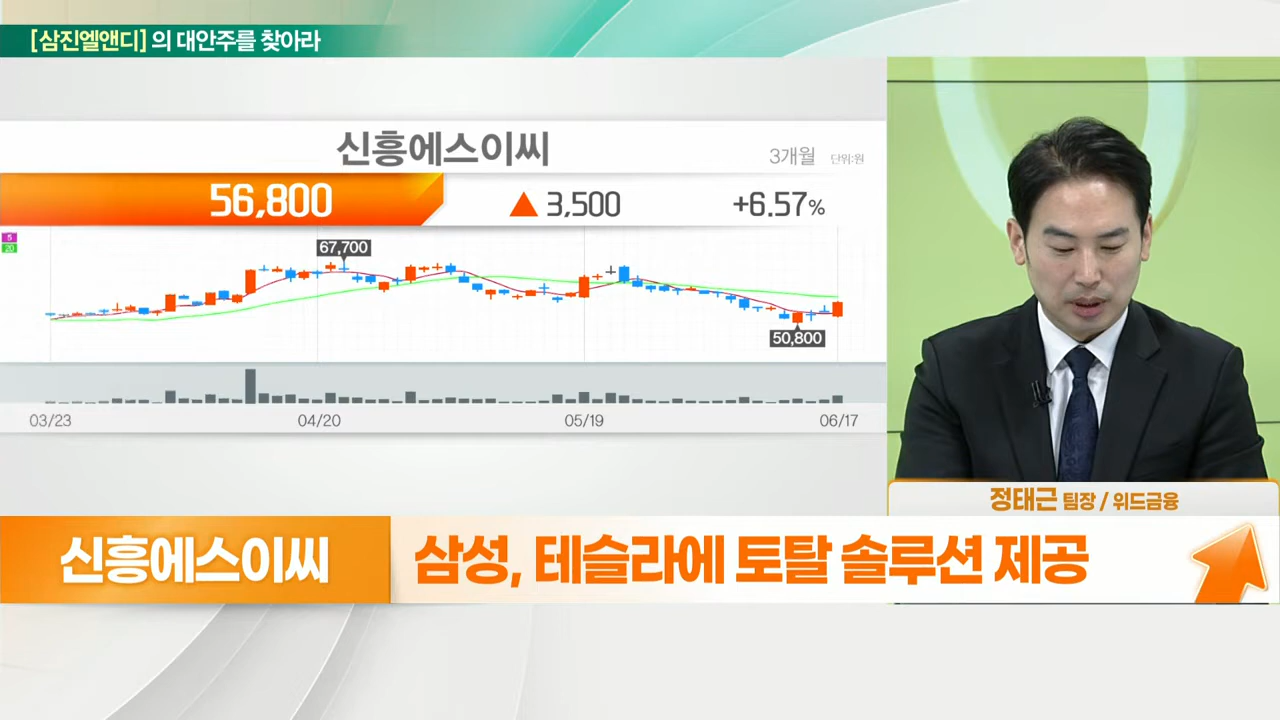 [삼진엘앤디]의 대안주를 찾아라
신흥에스이씨
3개월 단위:원
56,800 ▲ 3,500 +6.57%
5
20
67,700
50,800
03/23 04/20 05/19 06/17
정태근 팀장 / 위드금융
신흥에스이씨 삼성, 테슬라에 토탈 솔루션 제공